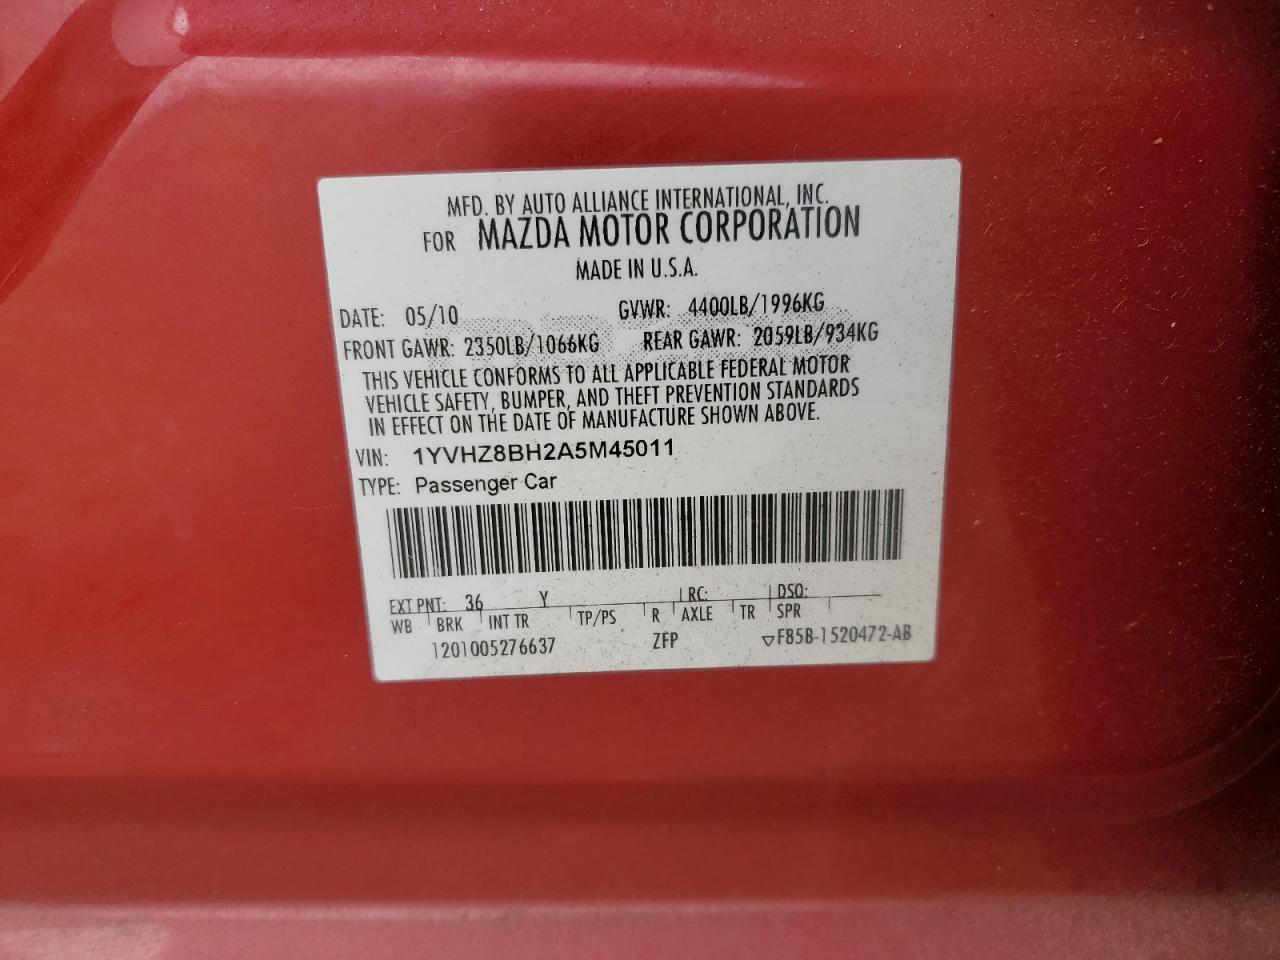 MFD. BY AUTO ALLIANCE INTERNATIONAL, INC.
FOR MAZDA MOTOR CORPORATION
MADE IN U.S.A.
DATE: 05/10 GVWR: 4400LB/1996KG
FRONT GAWR: 2350LB/1066KG REAR GAWR: 2059LB/934KG
THIS VEHICLE CONFORMS TO ALL APPLICABLE FEDERAL MOTOR
VEHICLE SAFETY, BUMPER, AND THEFT PREVENTION STANDARDS
IN EFFECT ON THE DATE OF MANUFACTURE SHOWN ABOVE.
VIN: 1YVHZ8BH2A5M45011
TYPE: Passenger Car
EXT PNT: 36 Y RC: DSO:
WB BRK INT TR TP/PS R AXLE TR SPR
1201005276637 ZFP ▽F85B-1520472-AB